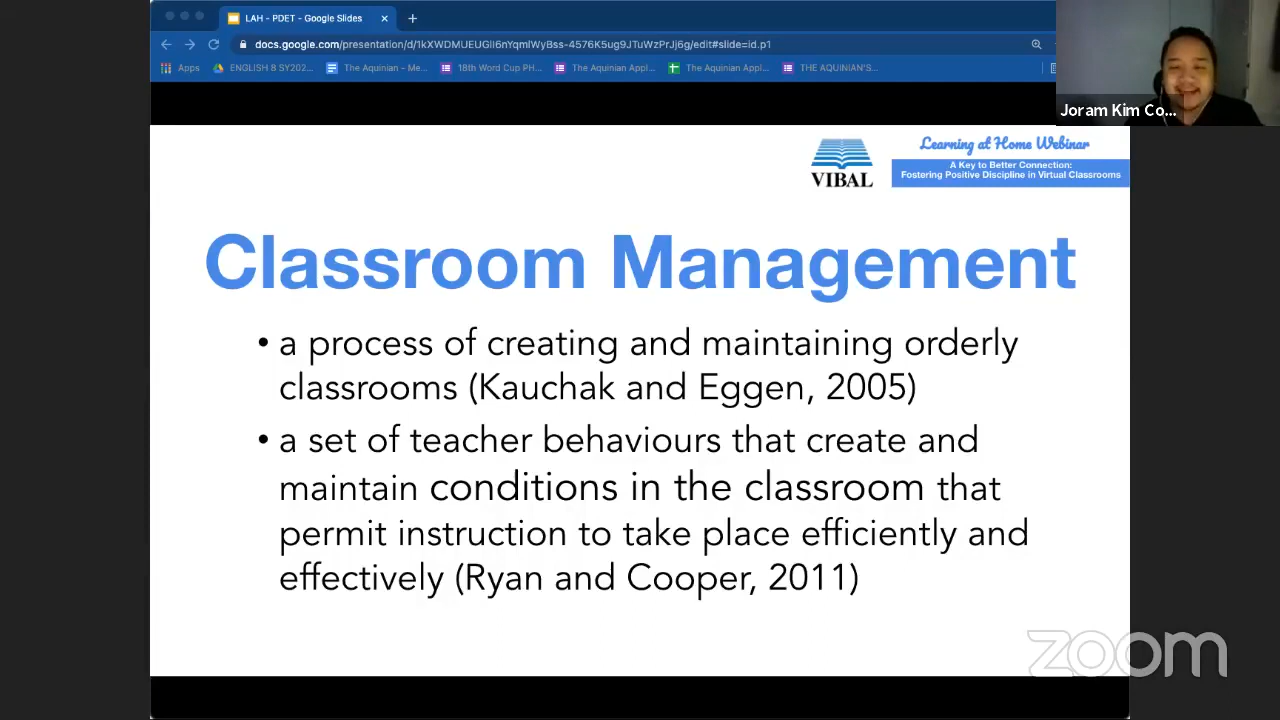 LAH - PDET - Google Slides
docs.google.com/presentation/d/1kXWDMUEUGIl6nYqmlWyBss-4576K5ug9JTuWzPrJj6g/edit#slide=id.p1
Apps ENGLISH 8 SY202... The Aquinian – Me... 18th Word Cup PH... The Aquinian Appl... The Aquinian Appl... THE AQUINIAN'S...
Joram Kim Co...
VIBAL
Learning at Home Webinar
A Key to Better Connection:
Fostering Positive Discipline in Virtual Classrooms
Classroom Management
• a process of creating and maintaining orderly
classrooms (Kauchak and Eggen, 2005)
• a set of teacher behaviours that create and
maintain conditions in the classroom that
permit instruction to take place efficiently and
effectively (Ryan and Cooper, 2011)
zoom